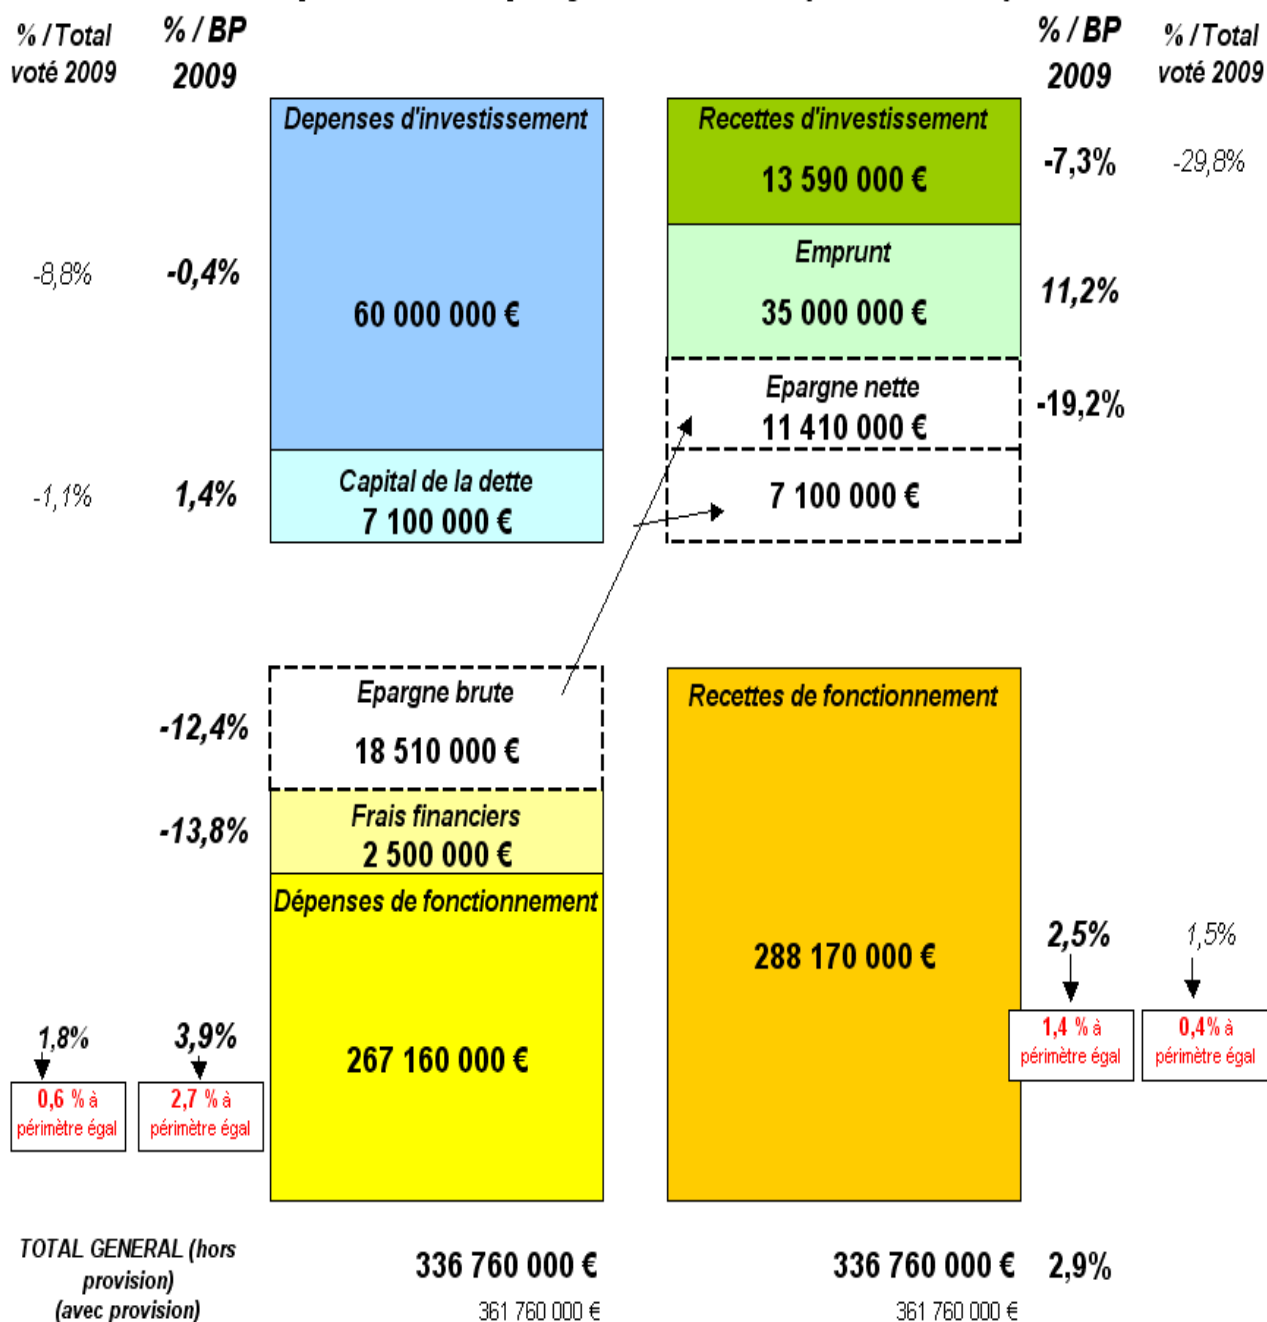 % / Total
voté 2009
% / BP
2009
% / BP
2009
% / Total
voté 2009
Depenses d'investissement
60 000 000 €
-8,8%
-0,4%
Capital de la dette
7 100 000 €
-1,1%
1,4%
Recettes d'investissement
13 590 000 €
-7,3%
-29,8%
Emprunt
35 000 000 €
11,2%
Epargne nette
11 410 000 €
-19,2%
7 100 000 €
Epargne brute
18 510 000 €
-12,4%
Frais financiers
2 500 000 €
-13,8%
Dépenses de fonctionnement
267 160 000 €
1,8%
3,9%
0,6 % à
périmètre égal
2,7 % à
périmètre égal
Recettes de fonctionnement
288 170 000 €
2,5%
1,5%
1,4 % à
périmètre égal
0,4% à
périmètre égal
TOTAL GENERAL (hors
provision)
(avec provision)
336 760 000 €
361 760 000 €
336 760 000 €
2,9%
361 760 000 €